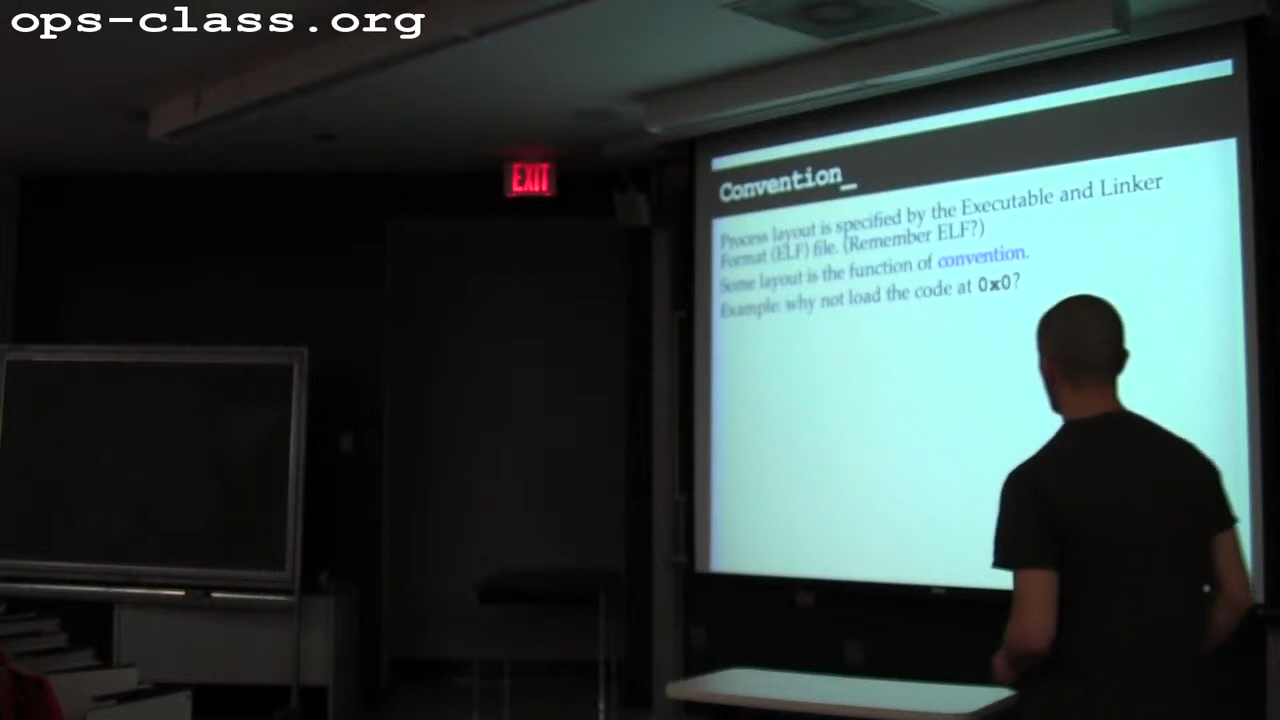 ops-class.org
EXIT
Convention_
Process layout is specified by the Executable and Linker
Format (ELF) file. (Remember ELF?)
Some layout is the function of convention.
Example: why not load the code at 0x0?